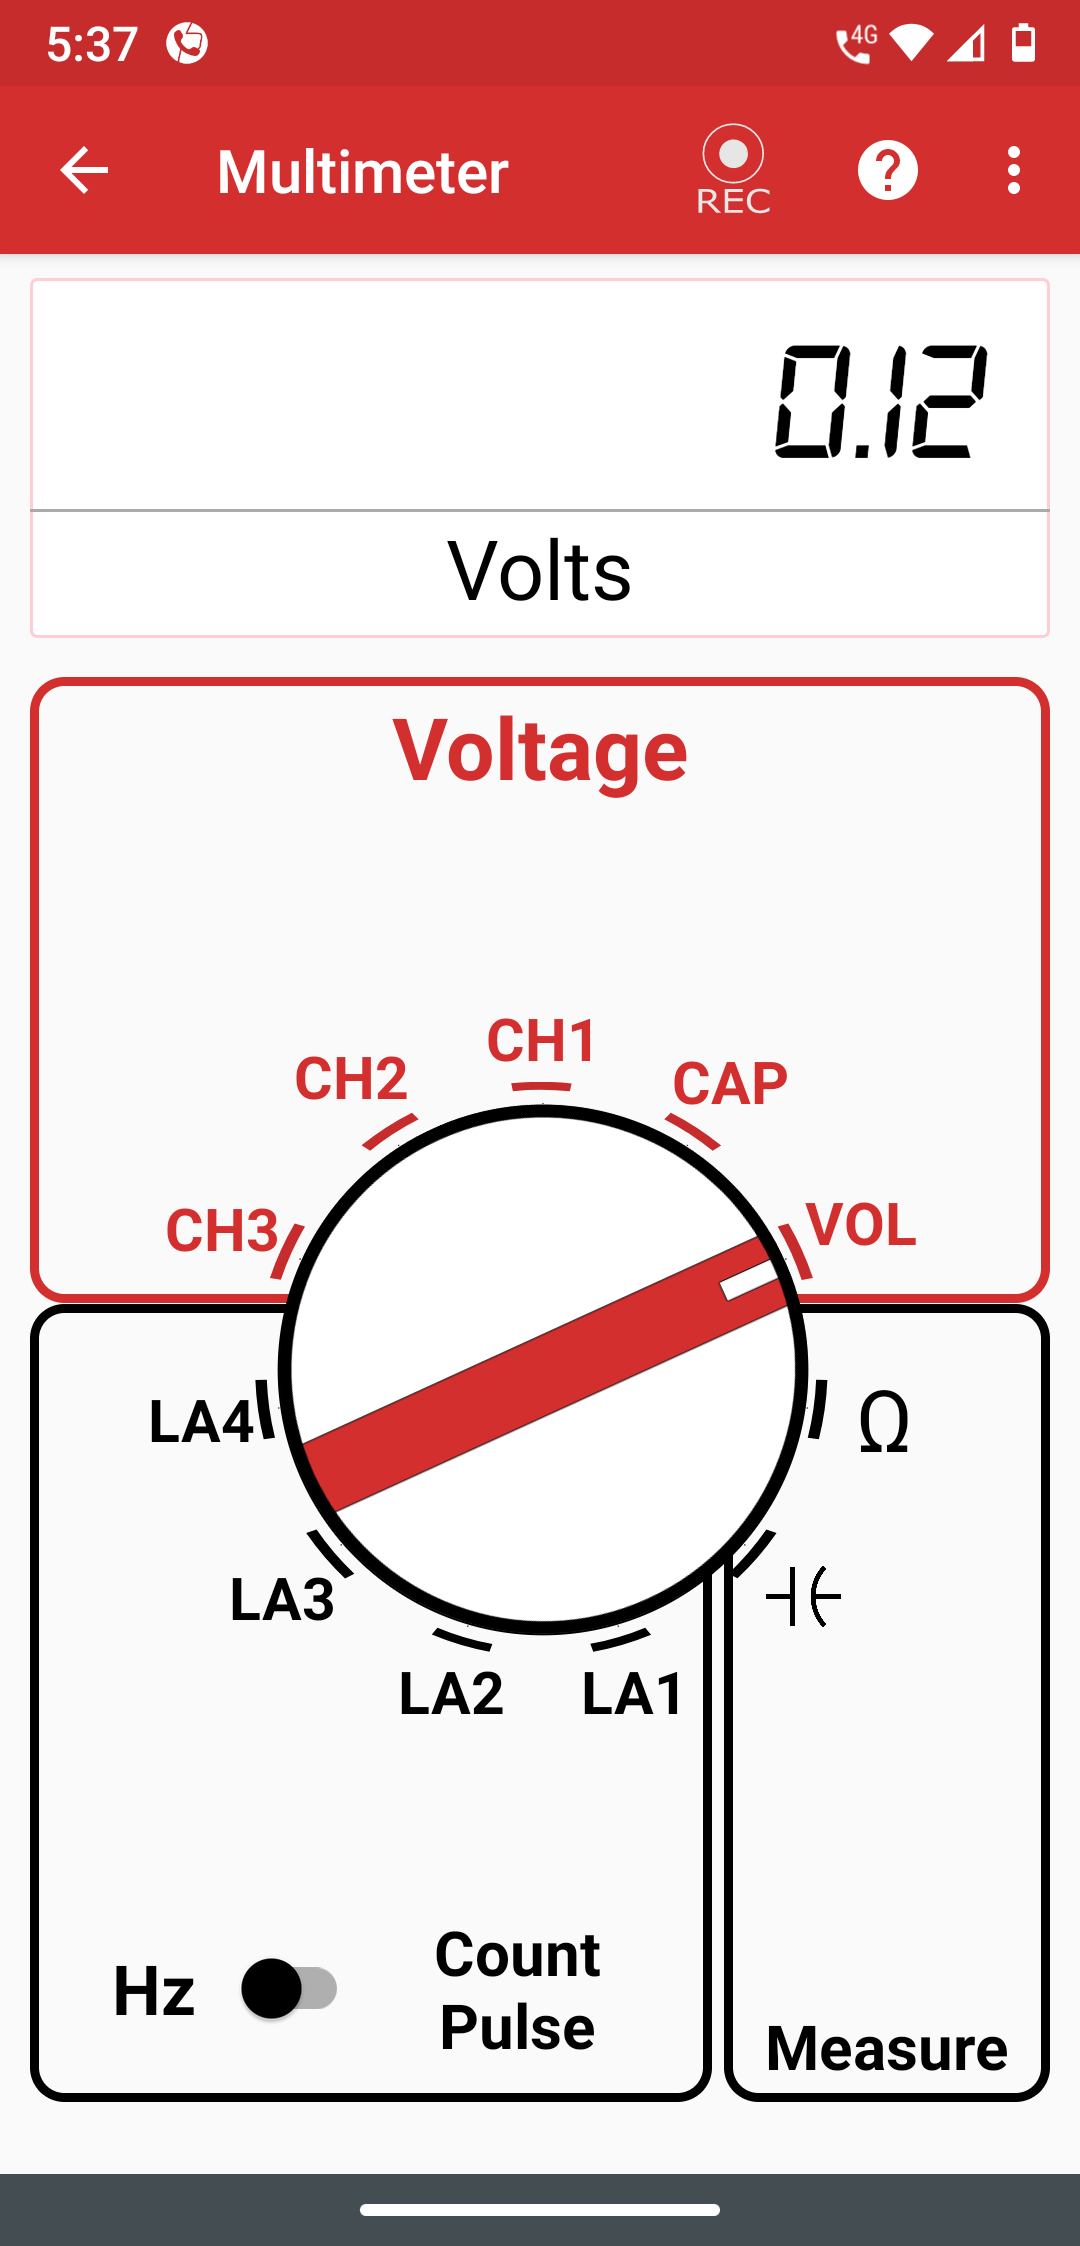 5:37
4G
Multimeter
REC
0.12
Volts
Voltage
CH1
CH2
CAP
CH3
VOL
LA4
Ω
LA3
LA2
LA1
Hz
Count
Pulse
Measure